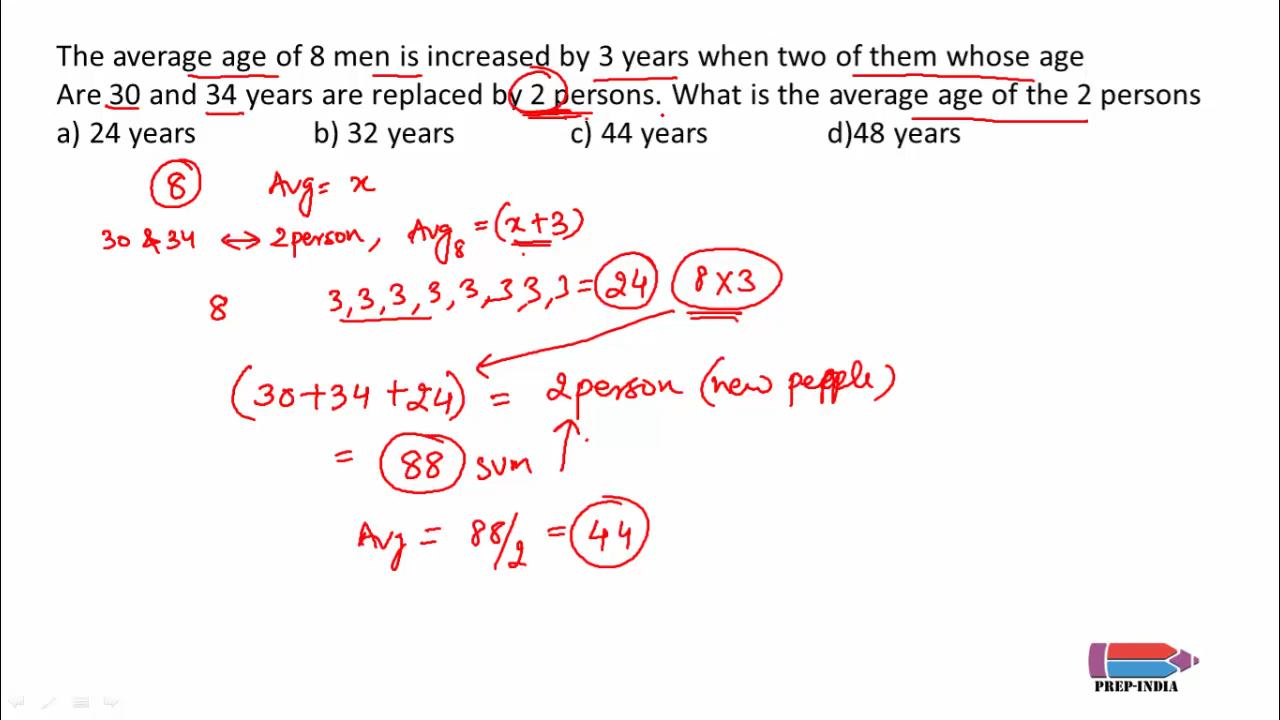 The average age of 8 men is increased by 3 years when two of them whose age
Are 30 and 34 years are replaced by 2 persons. What is the average age of the 2 persons
a) 24 years b) 32 years c) 44 years d)48 years
8 Avg= x
30 & 34 ↔ 2person, Avg8 = (x+3)
8 3,3,3,3,3,3,3,3 = 24 8×3
(30+34+24) = 2person (new people)
= 88 sum ↑
Avg = 88/2 = 44
PREP-INDIA